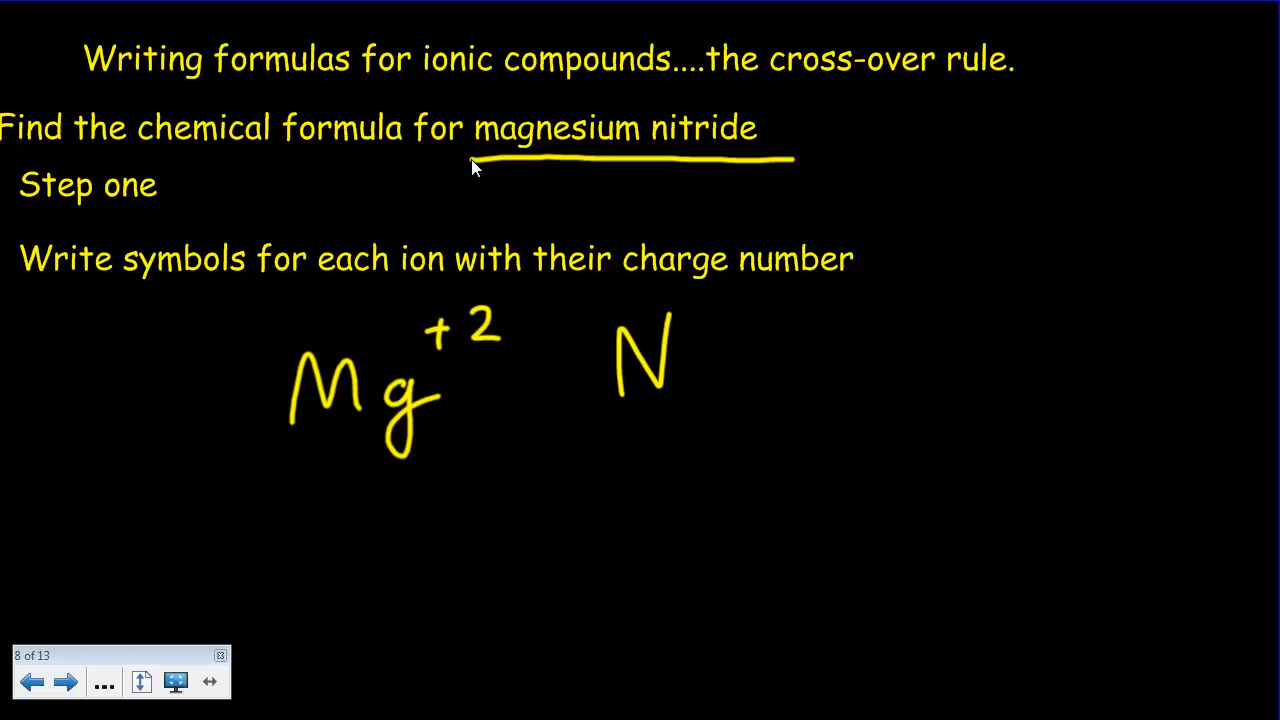 Writing formulas for ionic compounds....the cross-over rule.
Find the chemical formula for magnesium nitride
Step one
Write symbols for each ion with their charge number
Mg+2 N
8 of 13
...